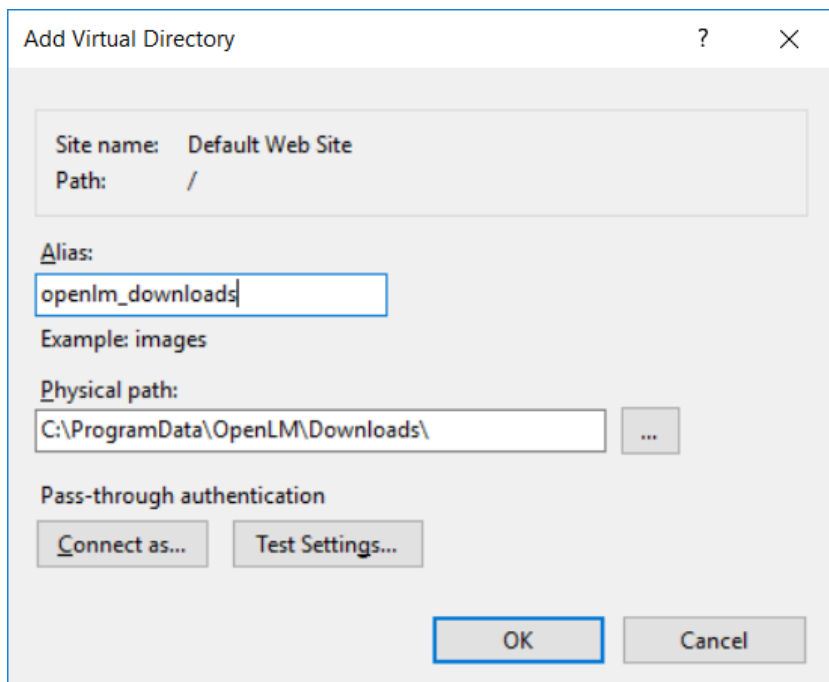 Add Virtual Directory ?
Site name: Default Web Site
Path: /
Alias:
openlm_downloads
Example: images
Physical path:
C:\ProgramData\OpenLM\Downloads\
...
Pass-through authentication
Connect as... Test Settings...
OK Cancel